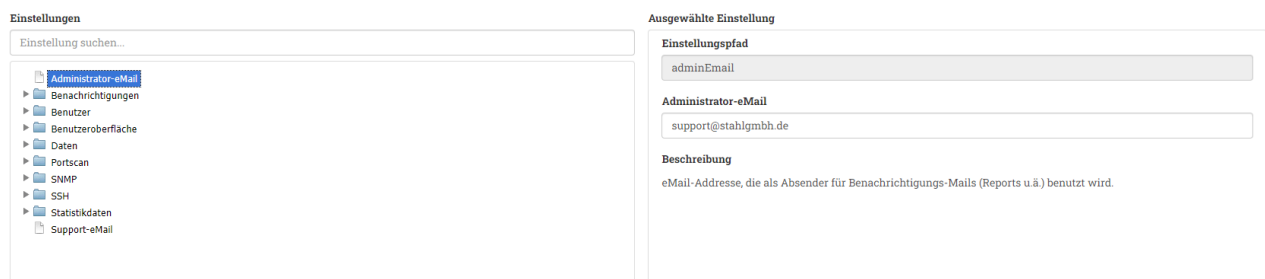 Einstellungen
Einstellung suchen...
Administrator-eMail
Benachrichtigungen
Benutzer
Benutzeroberfläche
Daten
Portscan
SNMP
SSH
Statistikdaten
Support-eMail
Ausgewählte Einstellung
Einstellungspfad
adminEmail
Administrator-eMail
support@stahlgmbh.de
Beschreibung
eMail-Addresse, die als Absender für Benachrichtigungs-Mails (Reports u.ä.) benutzt wird.